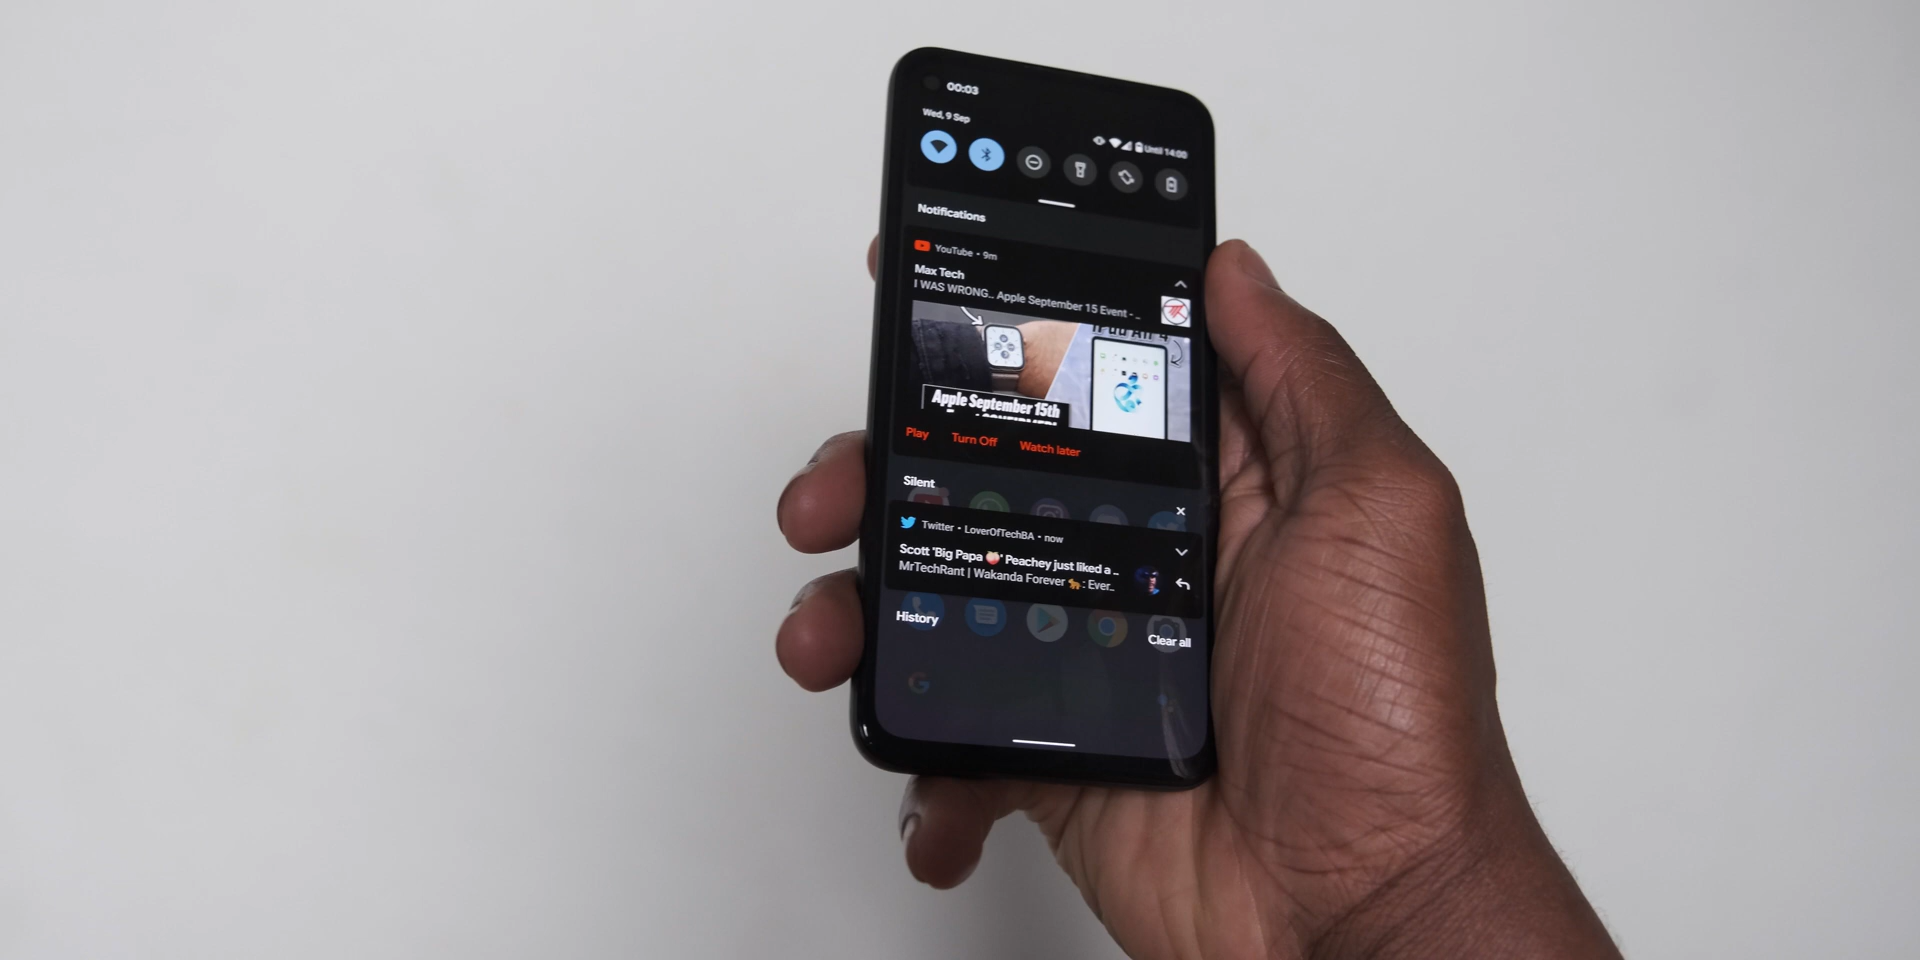 00:03
Wed, 9 Sep
Until 14:00
Notifications
YouTube • 9m
Max Tech
I WAS WRONG.. Apple September 15 Event - ..
Apple September 15th
Play Turn Off Watch later
Silent
Twitter • LoverOfTechBA • now
Scott 'Big Papa 🍑' Peachey just liked a ..
MrTechRant | Wakanda Forever 🐆: Ever..
History
Clear all